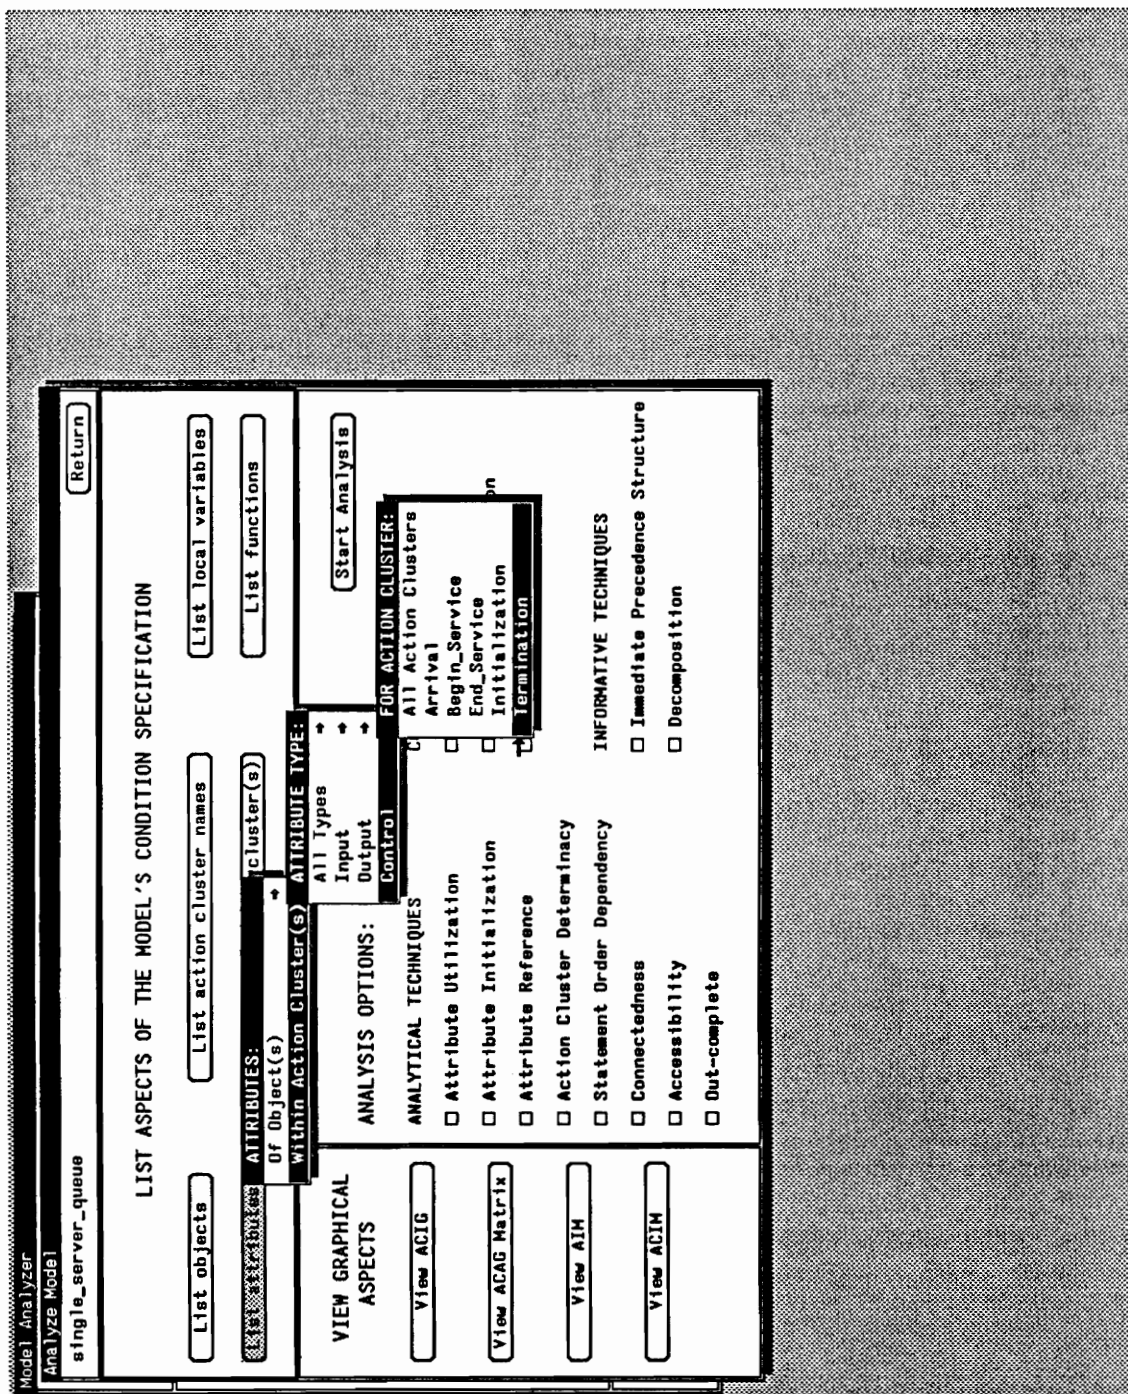 Model Analyzer
Analyze Model
single_server_queue
Return
LIST ASPECTS OF THE MODEL'S CONDITION SPECIFICATION
List objects
List action cluster names
List local variables
List attributes
cluster(s)
List functions
ATTRIBUTES:
Of Object(s)
Within Action Cluster(s)
ATTRIBUTE TYPE:
All Types
Input
Output
Control
FOR ACTION CLUSTER:
All Action Clusters
Arrival
Begin_Service
End_Service
Initialization
Termination
VIEW GRAPHICAL
ASPECTS
View ACIG
View ACAG Matrix
View AIM
View ACIM
ANALYSIS OPTIONS:
Start Analysis
ANALYTICAL TECHNIQUES
Attribute Utilization
Attribute Initialization
Attribute Reference
Action Cluster Determinacy
Statement Order Dependency
Connectedness
Accessibility
Out-complete
on
INFORMATIVE TECHNIQUES
Immediate Precedence Structure
Decomposition